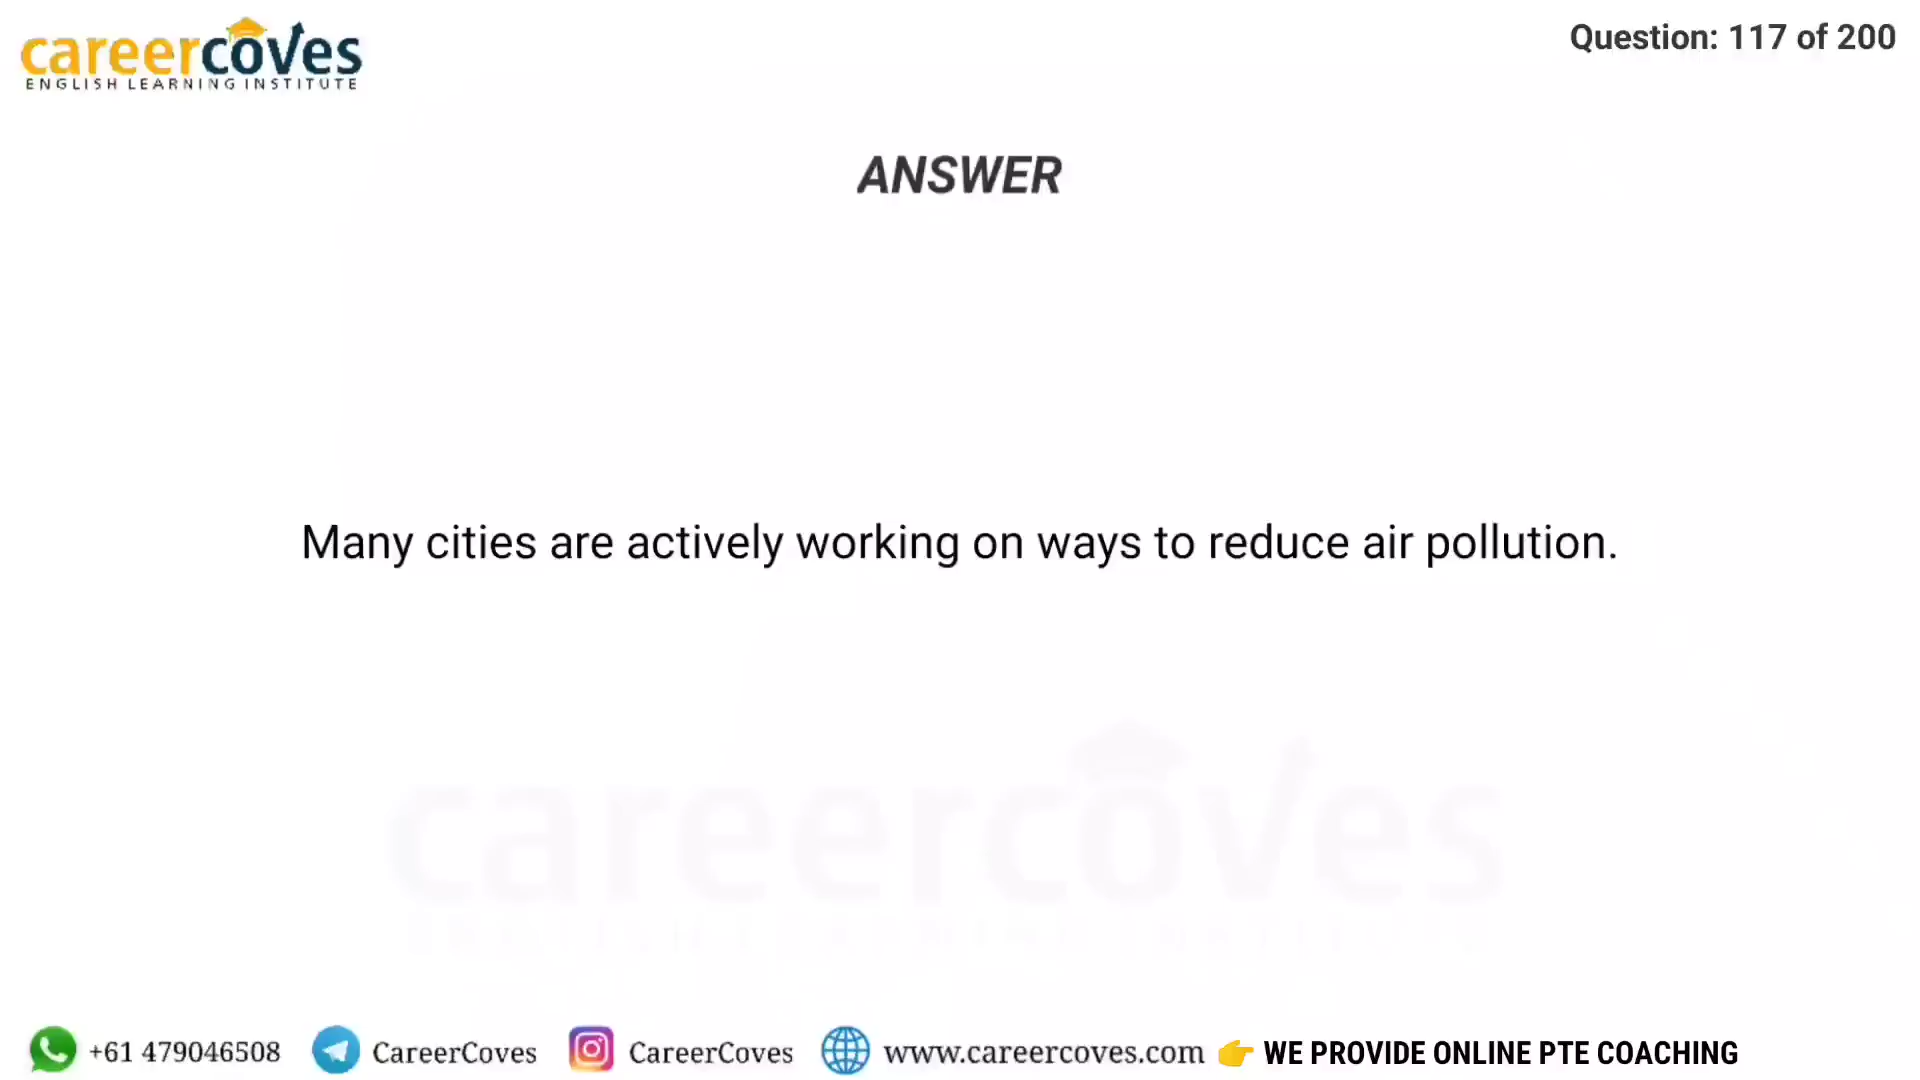 careercoves
ENGLISH LEARNING INSTITUTE
Question: 117 of 200
ANSWER
Many cities are actively working on ways to reduce air pollution.
careercoves
+61 479046508 CareerCoves CareerCoves www.careercoves.com 👉 WE PROVIDE ONLINE PTE COACHING